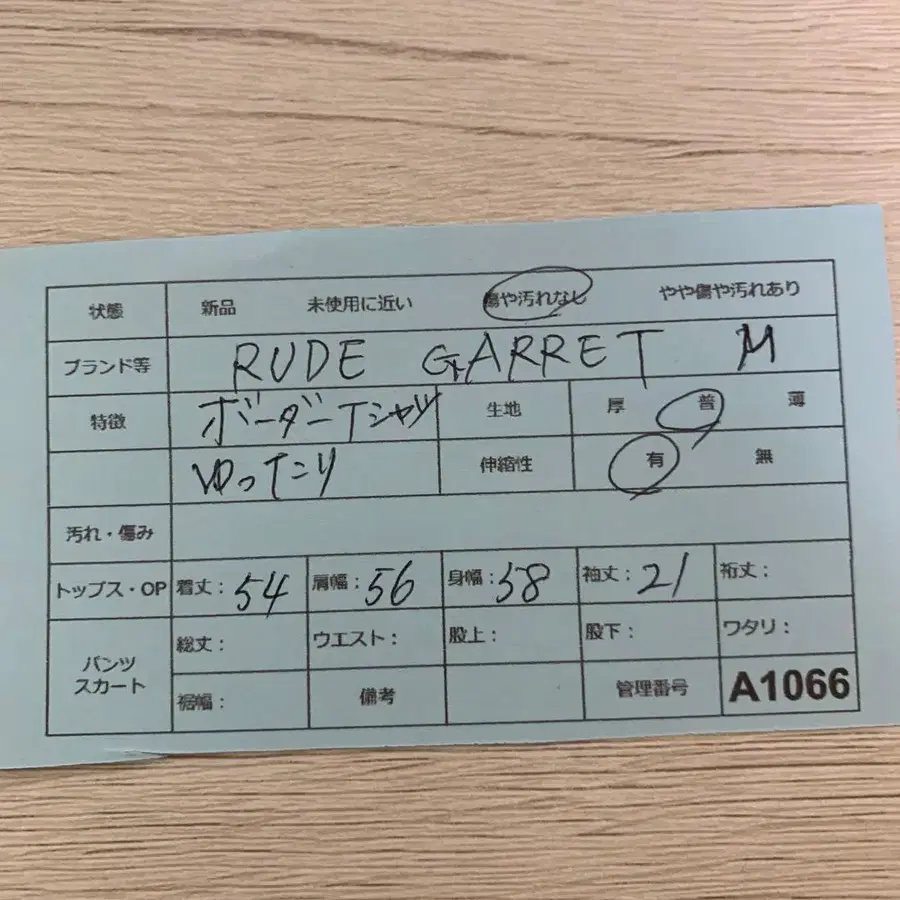 状態 新品 未使用に近い 傷や汚れなし やや傷や汚れあり
ブランド等 RUDE GARRET M
特徴 ボーダーTシャツ 生地 厚 普 薄
ゆったり 伸縮性 有 無
汚れ・傷み
トップス・OP 着丈：54 肩幅：56 身幅：58 袖丈：21 裄丈：
パンツ スカート 総丈： ウエスト： 股上： 股下： ワタリ：
裾幅： 備考 管理番号 A1066